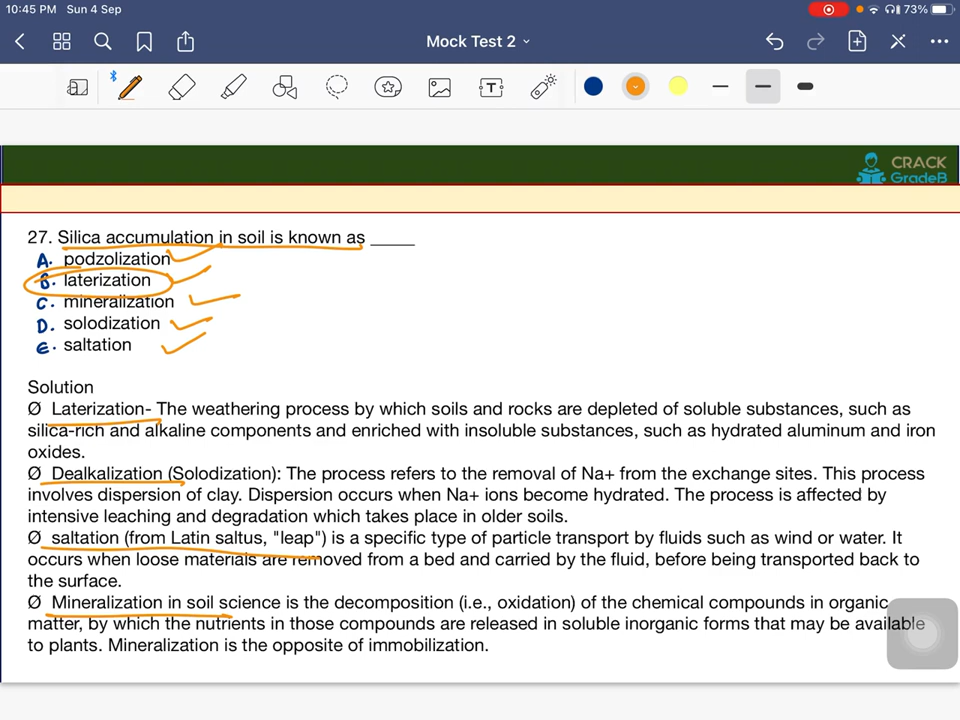 10:45 PM Sun 4 Sep 73%
Mock Test 2
T
CRACK
GradeB
27. Silica accumulation in soil is known as _____
A. podzolization
B. laterization
C. mineralization
D. solodization
E. saltation
Solution
Ø Laterization- The weathering process by which soils and rocks are depleted of soluble substances, such as
silica-rich and alkaline components and enriched with insoluble substances, such as hydrated aluminum and iron
oxides.
Ø Dealkalization (Solodization): The process refers to the removal of Na+ from the exchange sites. This process
involves dispersion of clay. Dispersion occurs when Na+ ions become hydrated. The process is affected by
intensive leaching and degradation which takes place in older soils.
Ø saltation (from Latin saltus, "leap") is a specific type of particle transport by fluids such as wind or water. It
occurs when loose materials are removed from a bed and carried by the fluid, before being transported back to
the surface.
Ø Mineralization in soil science is the decomposition (i.e., oxidation) of the chemical compounds in organic
matter, by which the nutrients in those compounds are released in soluble inorganic forms that may be available
to plants. Mineralization is the opposite of immobilization.